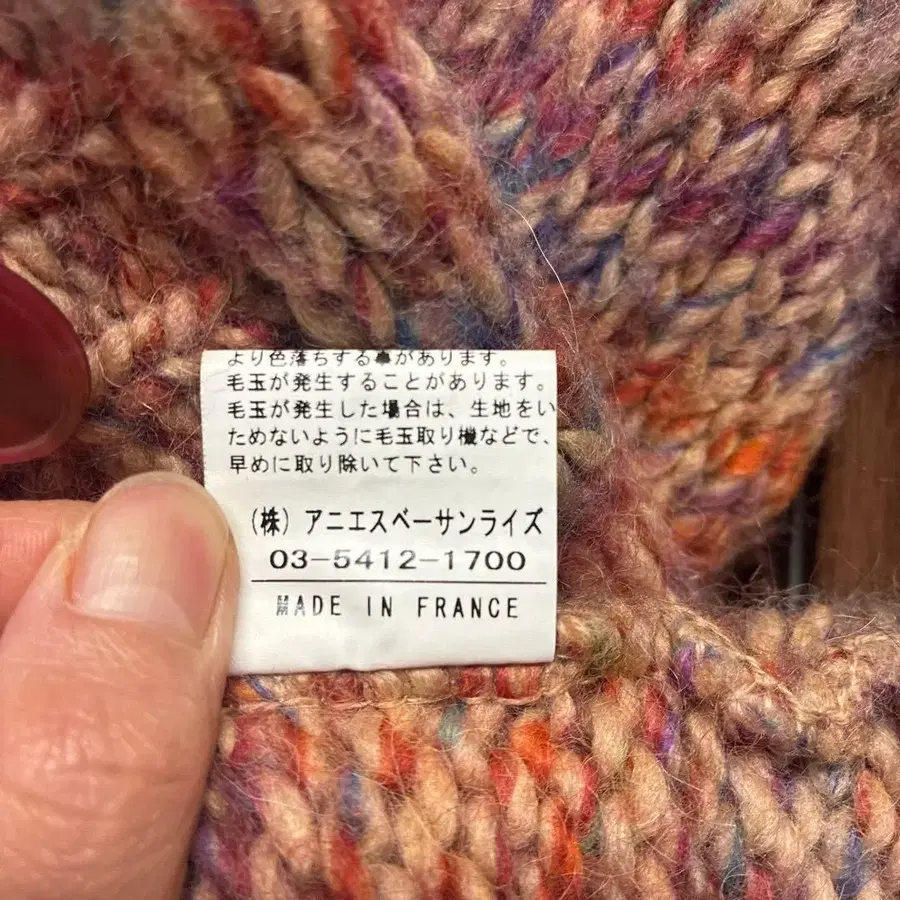 より色落ちする事があります。
毛玉が発生することがあります。
毛玉が発生した場合は、生地をい
ためないように毛玉取り機などで、
早めに取り除いて下さい。
(株) アニエスベーサンライズ
03-5412-1700
MADE IN FRANCE